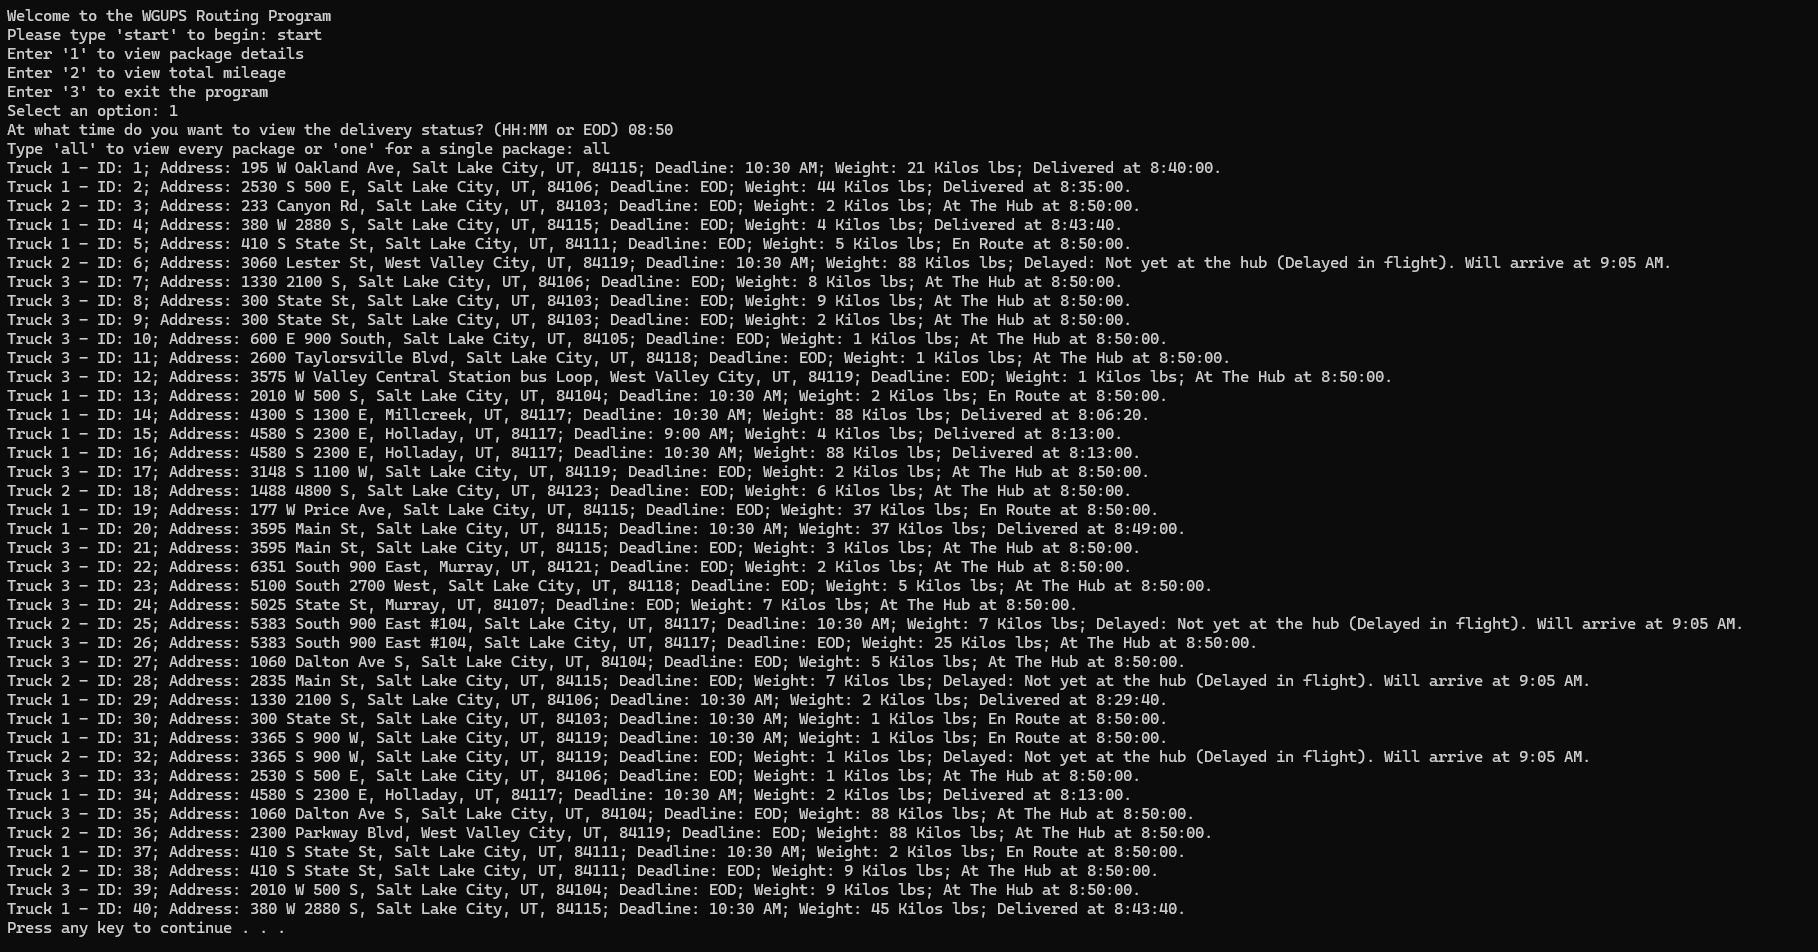 Welcome to the WGUPS Routing Program
Please type 'start' to begin: start
Enter '1' to view package details
Enter '2' to view total mileage
Enter '3' to exit the program
Select an option: 1
At what time do you want to view the delivery status? (HH:MM or EOD) 08:50
Type 'all' to view every package or 'one' for a single package: all
Truck 1 - ID: 1; Address: 195 W Oakland Ave, Salt Lake City, UT, 84115; Deadline: 10:30 AM; Weight: 21 Kilos lbs; Delivered at 8:40:00.
Truck 1 - ID: 2; Address: 2530 S 500 E, Salt Lake City, UT, 84106; Deadline: EOD; Weight: 44 Kilos lbs; Delivered at 8:35:00.
Truck 2 - ID: 3; Address: 233 Canyon Rd, Salt Lake City, UT, 84103; Deadline: EOD; Weight: 2 Kilos lbs; At The Hub at 8:50:00.
Truck 1 - ID: 4; Address: 380 W 2880 S, Salt Lake City, UT, 84115; Deadline: EOD; Weight: 4 Kilos lbs; Delivered at 8:43:40.
Truck 1 - ID: 5; Address: 410 S State St, Salt Lake City, UT, 84111; Deadline: EOD; Weight: 5 Kilos lbs; En Route at 8:50:00.
Truck 2 - ID: 6; Address: 3060 Lester St, West Valley City, UT, 84119; Deadline: 10:30 AM; Weight: 88 Kilos lbs; Delayed: Not yet at the hub (Delayed in flight). Will arrive at 9:05 AM.
Truck 3 - ID: 7; Address: 1330 2100 S, Salt Lake City, UT, 84106; Deadline: EOD; Weight: 8 Kilos lbs; At The Hub at 8:50:00.
Truck 3 - ID: 8; Address: 300 State St, Salt Lake City, UT, 84103; Deadline: EOD; Weight: 9 Kilos lbs; At The Hub at 8:50:00.
Truck 3 - ID: 9; Address: 300 State St, Salt Lake City, UT, 84103; Deadline: EOD; Weight: 2 Kilos lbs; At The Hub at 8:50:00.
Truck 3 - ID: 10; Address: 600 E 900 South, Salt Lake City, UT, 84105; Deadline: EOD; Weight: 1 Kilos lbs; At The Hub at 8:50:00.
Truck 3 - ID: 11; Address: 2600 Taylorsville Blvd, Salt Lake City, UT, 84118; Deadline: EOD; Weight: 1 Kilos lbs; At The Hub at 8:50:00.
Truck 3 - ID: 12; Address: 3575 W Valley Central Station bus Loop, West Valley City, UT, 84119; Deadline: EOD; Weight: 1 Kilos lbs; At The Hub at 8:50:00.
Truck 1 - ID: 13; Address: 2010 W 500 S, Salt Lake City, UT, 84104; Deadline: 10:30 AM; Weight: 2 Kilos lbs; En Route at 8:50:00.
Truck 1 - ID: 14; Address: 4300 S 1300 E, Millcreek, UT, 84117; Deadline: 10:30 AM; Weight: 88 Kilos lbs; Delivered at 8:06:20.
Truck 1 - ID: 15; Address: 4580 S 2300 E, Holladay, UT, 84117; Deadline: 9:00 AM; Weight: 4 Kilos lbs; Delivered at 8:13:00.
Truck 1 - ID: 16; Address: 4580 S 2300 E, Holladay, UT, 84117; Deadline: 10:30 AM; Weight: 88 Kilos lbs; Delivered at 8:13:00.
Truck 3 - ID: 17; Address: 3148 S 1100 W, Salt Lake City, UT, 84119; Deadline: EOD; Weight: 2 Kilos lbs; At The Hub at 8:50:00.
Truck 2 - ID: 18; Address: 1488 4800 S, Salt Lake City, UT, 84123; Deadline: EOD; Weight: 6 Kilos lbs; At The Hub at 8:50:00.
Truck 1 - ID: 19; Address: 177 W Price Ave, Salt Lake City, UT, 84115; Deadline: EOD; Weight: 37 Kilos lbs; En Route at 8:50:00.
Truck 1 - ID: 20; Address: 3595 Main St, Salt Lake City, UT, 84115; Deadline: 10:30 AM; Weight: 37 Kilos lbs; Delivered at 8:49:00.
Truck 3 - ID: 21; Address: 3595 Main St, Salt Lake City, UT, 84115; Deadline: EOD; Weight: 3 Kilos lbs; At The Hub at 8:50:00.
Truck 3 - ID: 22; Address: 6351 South 900 East, Murray, UT, 84121; Deadline: EOD; Weight: 2 Kilos lbs; At The Hub at 8:50:00.
Truck 3 - ID: 23; Address: 5100 South 2700 West, Salt Lake City, UT, 84118; Deadline: EOD; Weight: 5 Kilos lbs; At The Hub at 8:50:00.
Truck 3 - ID: 24; Address: 5025 State St, Murray, UT, 84107; Deadline: EOD; Weight: 7 Kilos lbs; At The Hub at 8:50:00.
Truck 2 - ID: 25; Address: 5383 South 900 East #104, Salt Lake City, UT, 84117; Deadline: 10:30 AM; Weight: 7 Kilos lbs; Delayed: Not yet at the hub (Delayed in flight). Will arrive at 9:05 AM.
Truck 3 - ID: 26; Address: 5383 South 900 East #104, Salt Lake City, UT, 84117; Deadline: EOD; Weight: 25 Kilos lbs; At The Hub at 8:50:00.
Truck 3 - ID: 27; Address: 1060 Dalton Ave S, Salt Lake City, UT, 84104; Deadline: EOD; Weight: 5 Kilos lbs; At The Hub at 8:50:00.
Truck 2 - ID: 28; Address: 2835 Main St, Salt Lake City, UT, 84115; Deadline: EOD; Weight: 7 Kilos lbs; Delayed: Not yet at the hub (Delayed in flight). Will arrive at 9:05 AM.
Truck 1 - ID: 29; Address: 1330 2100 S, Salt Lake City, UT, 84106; Deadline: 10:30 AM; Weight: 2 Kilos lbs; Delivered at 8:29:40.
Truck 1 - ID: 30; Address: 300 State St, Salt Lake City, UT, 84103; Deadline: 10:30 AM; Weight: 1 Kilos lbs; En Route at 8:50:00.
Truck 1 - ID: 31; Address: 3365 S 900 W, Salt Lake City, UT, 84119; Deadline: 10:30 AM; Weight: 1 Kilos lbs; En Route at 8:50:00.
Truck 2 - ID: 32; Address: 3365 S 900 W, Salt Lake City, UT, 84119; Deadline: EOD; Weight: 1 Kilos lbs; Delayed: Not yet at the hub (Delayed in flight). Will arrive at 9:05 AM.
Truck 3 - ID: 33; Address: 2530 S 500 E, Salt Lake City, UT, 84106; Deadline: EOD; Weight: 1 Kilos lbs; At The Hub at 8:50:00.
Truck 1 - ID: 34; Address: 4580 S 2300 E, Holladay, UT, 84117; Deadline: 10:30 AM; Weight: 2 Kilos lbs; Delivered at 8:13:00.
Truck 3 - ID: 35; Address: 1060 Dalton Ave S, Salt Lake City, UT, 84104; Deadline: EOD; Weight: 88 Kilos lbs; At The Hub at 8:50:00.
Truck 2 - ID: 36; Address: 2300 Parkway Blvd, West Valley City, UT, 84119; Deadline: EOD; Weight: 88 Kilos lbs; At The Hub at 8:50:00.
Truck 1 - ID: 37; Address: 410 S State St, Salt Lake City, UT, 84111; Deadline: 10:30 AM; Weight: 2 Kilos lbs; En Route at 8:50:00.
Truck 2 - ID: 38; Address: 410 S State St, Salt Lake City, UT, 84111; Deadline: EOD; Weight: 9 Kilos lbs; At The Hub at 8:50:00.
Truck 3 - ID: 39; Address: 2010 W 500 S, Salt Lake City, UT, 84104; Deadline: EOD; Weight: 9 Kilos lbs; At The Hub at 8:50:00.
Truck 1 - ID: 40; Address: 380 W 2880 S, Salt Lake City, UT, 84115; Deadline: 10:30 AM; Weight: 45 Kilos lbs; Delivered at 8:43:40.
Press any key to continue . . .